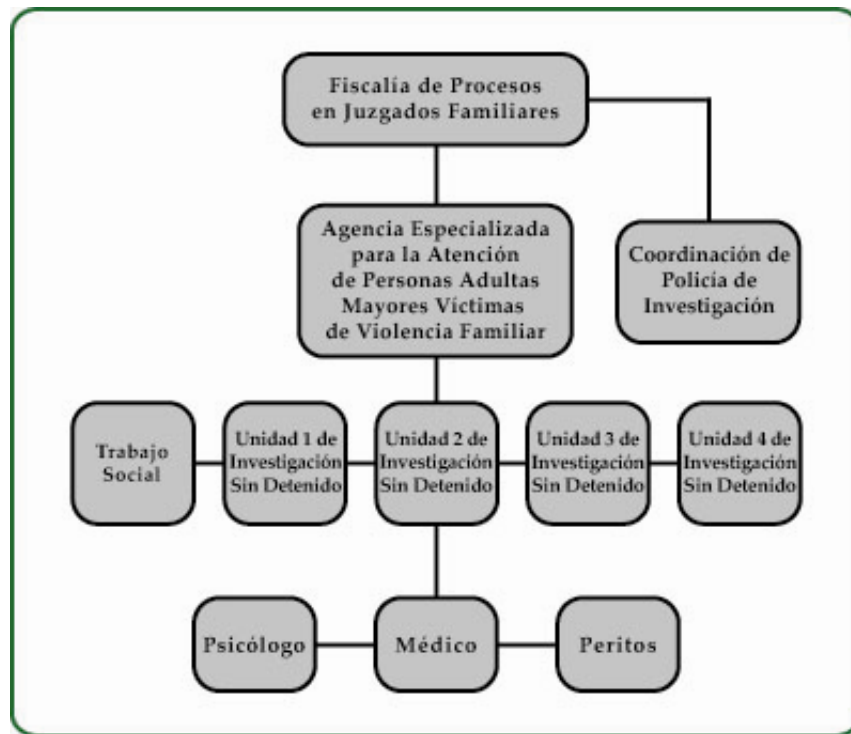 Fiscalía de Procesos
en Juzgados Familiares
Agencia Especializada
para la Atención
de Personas Adultas
Mayores Víctimas
de Violencia Familiar
Coordinación de
Policía de
Investigación
Trabajo
Social
Unidad 1 de
Investigación
Sin Detenido
Unidad 2 de
Investigación
Sin Detenido
Unidad 3 de
Investigación
Sin Detenido
Unidad 4 de
Investigación
Sin Detenido
Psicólogo
Médico
Peritos